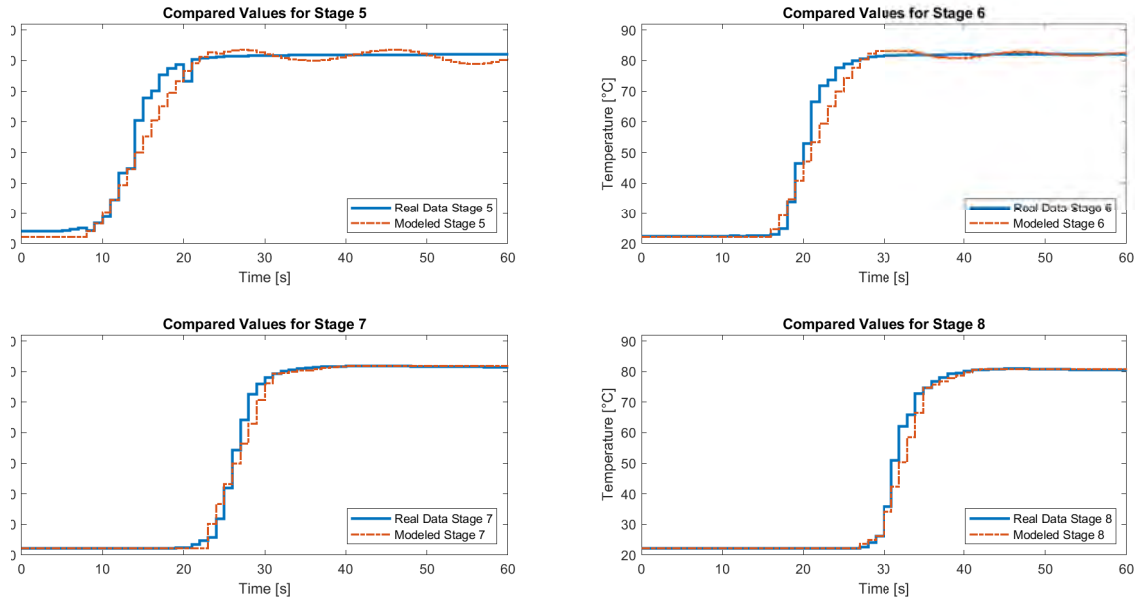 Compared Values for Stage 5
Real Data Stage 5
Modeled Stage 5
0 10 20 30 40 50 60
Time [s]
Compared Values for Stage 6
Temperature [°C]
90
80
70
60
50
40
30
20
Real Data Stage 6
Modeled Stage 6
0 10 20 30 40 50 60
Time [s]
Compared Values for Stage 7
Real Data Stage 7
Modeled Stage 7
0 10 20 30 40 50 60
Time [s]
Compared Values for Stage 8
Temperature [°C]
90
80
70
60
50
40
30
20
Real Data Stage 8
Modeled Stage 8
0 10 20 30 40 50 60
Time [s]